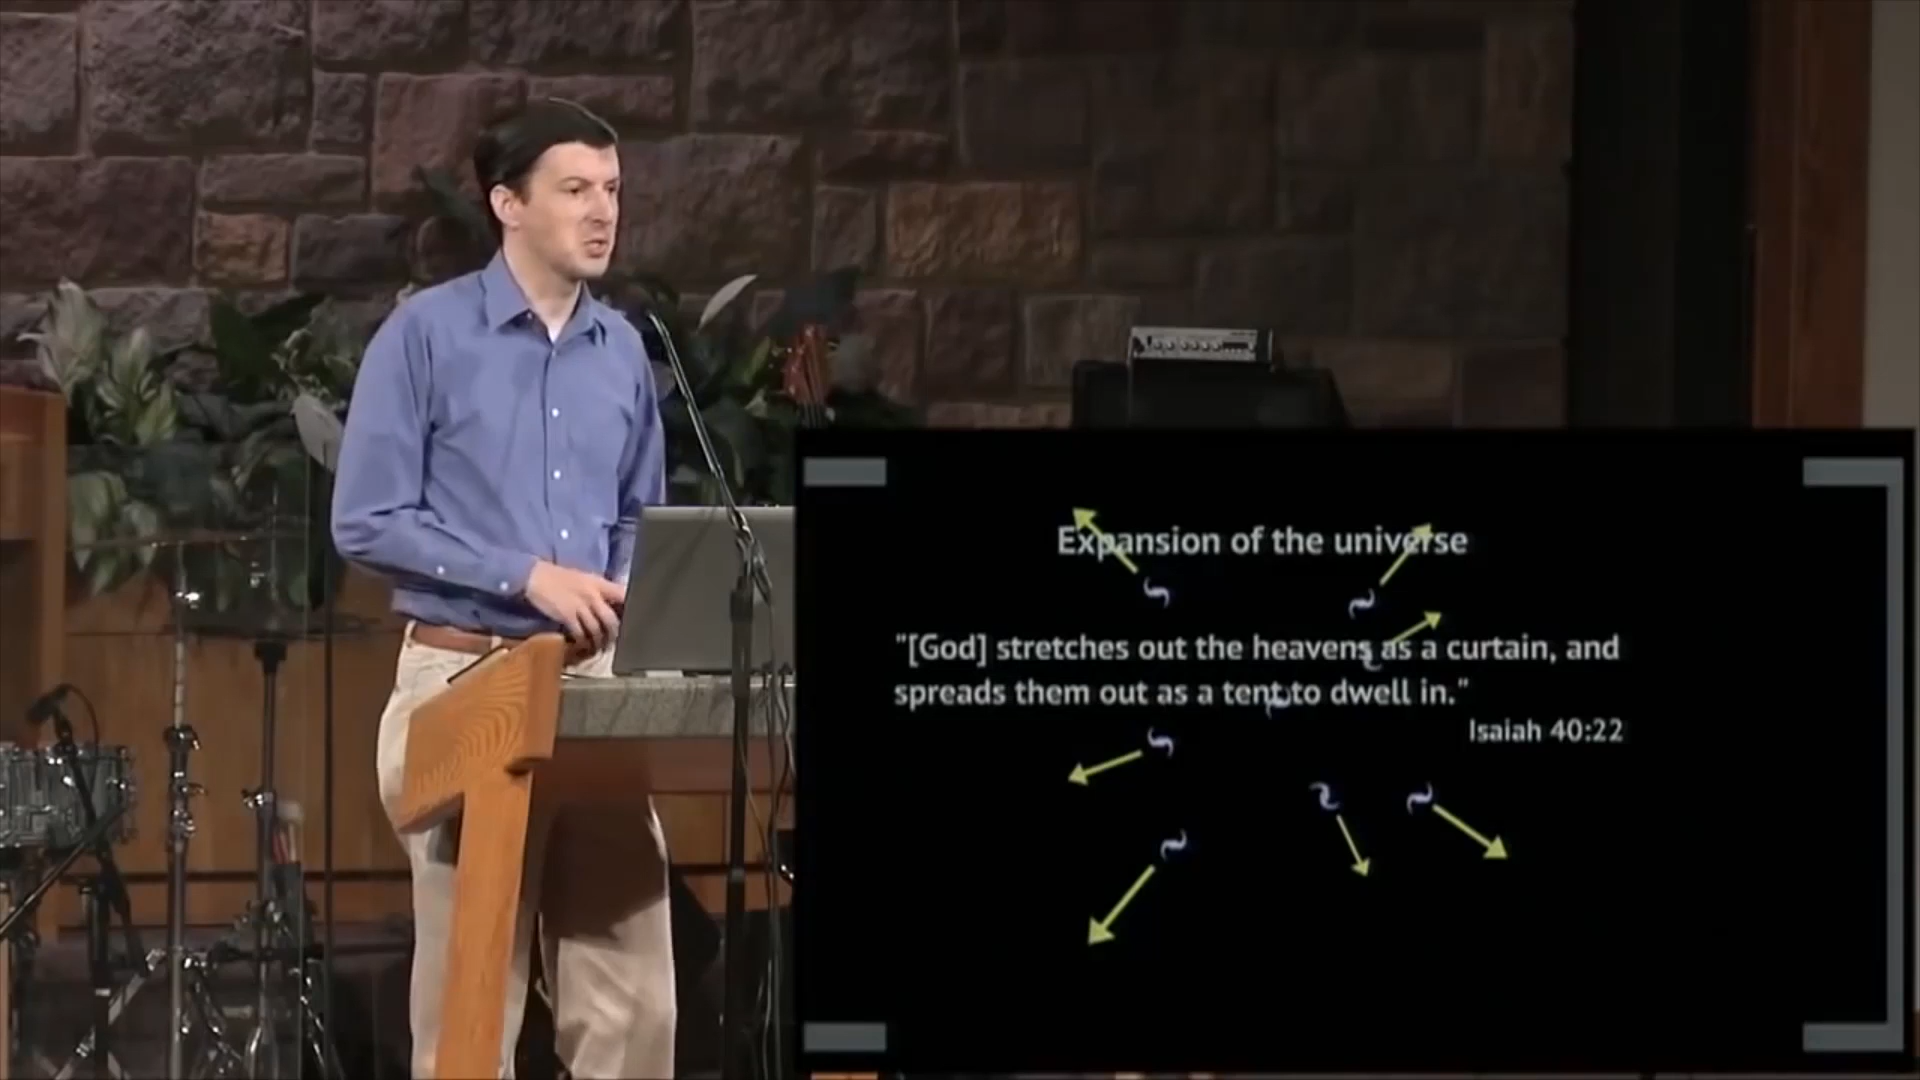 Expansion of the universe
"[God] stretches out the heavens as a curtain, and
spreads them out as a tent to dwell in."
Isaiah 40:22